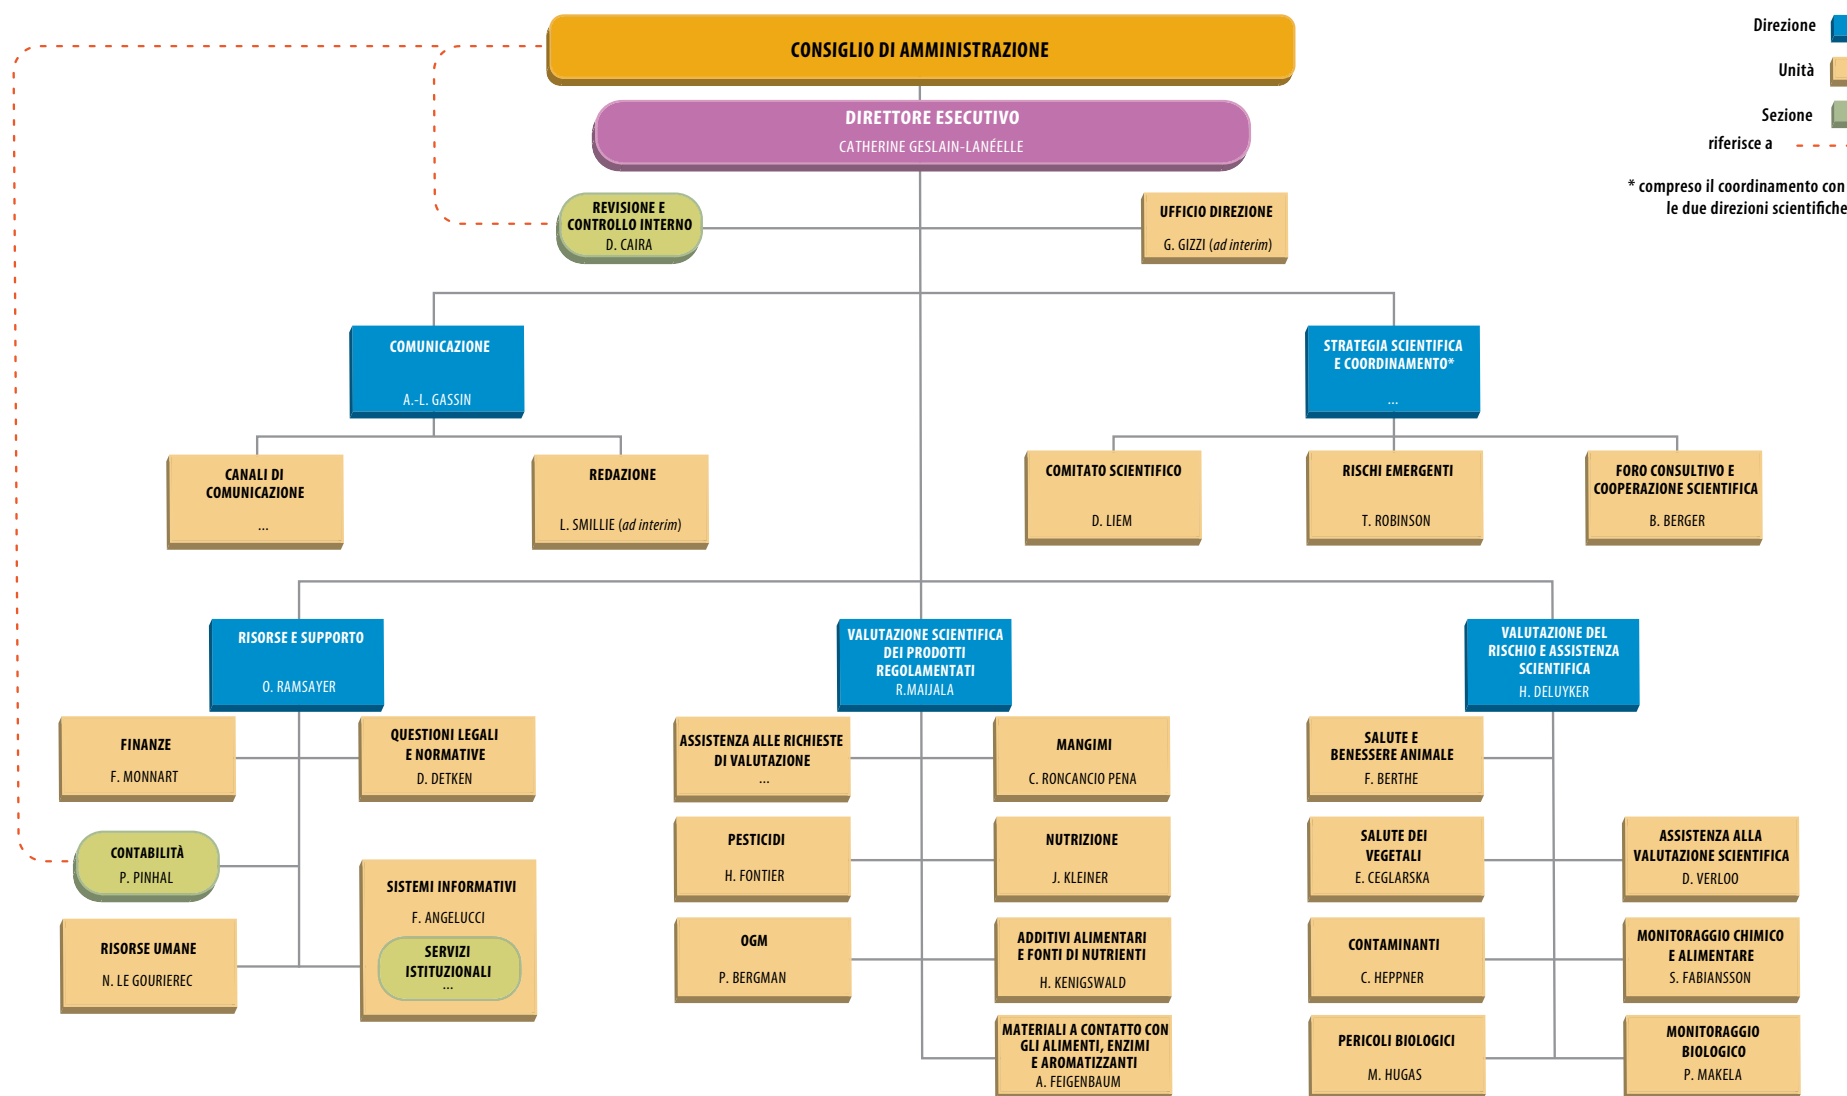 CONSIGLIO DI AMMINISTRAZIONE
DIRETTORE ESECUTIVO
CATHERINE GESLAIN-LANÉELLE
Direzione
Unità
Sezione
riferisce a
* compreso il coordinamento con
le due direzioni scientifiche
REVISIONE E
CONTROLLO INTERNO
D. CAIRA
UFFICIO DIREZIONE
G. GIZZI (ad interim)
COMUNICAZIONE
A.-L. GASSIN
STRATEGIA SCIENTIFICA
E COORDINAMENTO*
...
CANALI DI
COMUNICAZIONE
...
REDAZIONE
L. SMILLIE (ad interim)
COMITATO SCIENTIFICO
D. LIEM
RISCHI EMERGENTI
T. ROBINSON
FORO CONSULTIVO E
COOPERAZIONE SCIENTIFICA
B. BERGER
RISORSE E SUPPORTO
O. RAMSAYER
VALUTAZIONE SCIENTIFICA
DEI PRODOTTI
REGOLAMENTATI
R.MAIJALA
VALUTAZIONE DEL
RISCHIO E ASSISTENZA
SCIENTIFICA
H. DELUYKER
FINANZE
F. MONNART
QUESTIONI LEGALI
E NORMATIVE
D. DETKEN
CONTABILITÀ
P. PINHAL
SISTEMI INFORMATIVI
F. ANGELUCCI
SERVIZI
ISTITUZIONALI
...
RISORSE UMANE
N. LE GOURIEREC
ASSISTENZA ALLE RICHIESTE
DI VALUTAZIONE
...
MANGIMI
C. RONCANCIO PENA
PESTICIDI
H. FONTIER
NUTRIZIONE
J. KLEINER
OGM
P. BERGMAN
ADDITIVI ALIMENTARI
E FONTI DI NUTRIENTI
H. KENIGSWALD
MATERIALI A CONTATTO CON
GLI ALIMENTI, ENZIMI
E AROMATIZZANTI
A. FEIGENBAUM
SALUTE E
BENESSERE ANIMALE
F. BERTHE
SALUTE DEI
VEGETALI
E. CEGLARSKA
ASSISTENZA ALLA
VALUTAZIONE SCIENTIFICA
D. VERLOO
CONTAMINANTI
C. HEPPNER
MONITORAGGIO CHIMICO
E ALIMENTARE
S. FABIANSSON
PERICOLI BIOLOGICI
M. HUGAS
MONITORAGGIO
BIOLOGICO
P. MAKELA